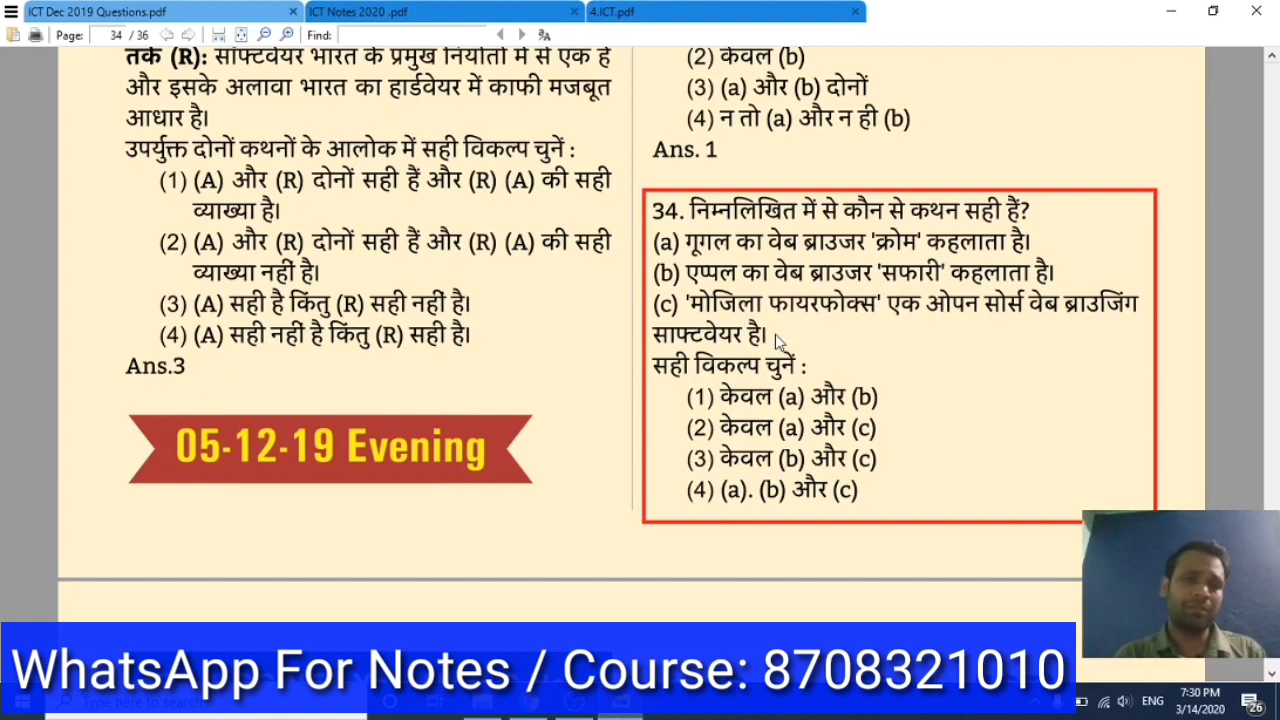 ICT Dec 2019 Questions.pdf
ICT Notes 2020 .pdf
4.ICT.pdf
Page: 34 / 36
Find:
तर्क (R): सॉफ्टवेयर भारत के प्रमुख निर्यातों में से एक है
और इसके अलावा भारत का हार्डवेयर में काफी मजबूत
आधार है।
उपर्युक्त दोनों कथनों के आलोक में सही विकल्प चुनें :
(1) (A) और (R) दोनों सही हैं और (R) (A) की सही
व्याख्या है।
(2) (A) और (R) दोनों सही हैं और (R) (A) की सही
व्याख्या नहीं है।
(3) (A) सही है किंतु (R) सही नहीं है।
(4) (A) सही नहीं है किंतु (R) सही है।
Ans.3
05-12-19 Evening
(2) केवल (b)
(3) (a) और (b) दोनों
(4) न तो (a) और न ही (b)
Ans. 1
34. निम्नलिखित में से कौन से कथन सही हैं?
(a) गूगल का वेब ब्राउजर 'क्रोम' कहलाता है।
(b) एप्पल का वेब ब्राउजर 'सफारी' कहलाता है।
(c) 'मोजिला फायरफोक्स' एक ओपन सोर्स वेब ब्राउजिंग
साफ्टवेयर है।
सही विकल्प चुनें :
(1) केवल (a) और (b)
(2) केवल (a) और (c)
(3) केवल (b) और (c)
(4) (a). (b) और (c)
WhatsApp For Notes / Course: 8708321010
Type here to search
ENG
7:30 PM
3/14/2020
26